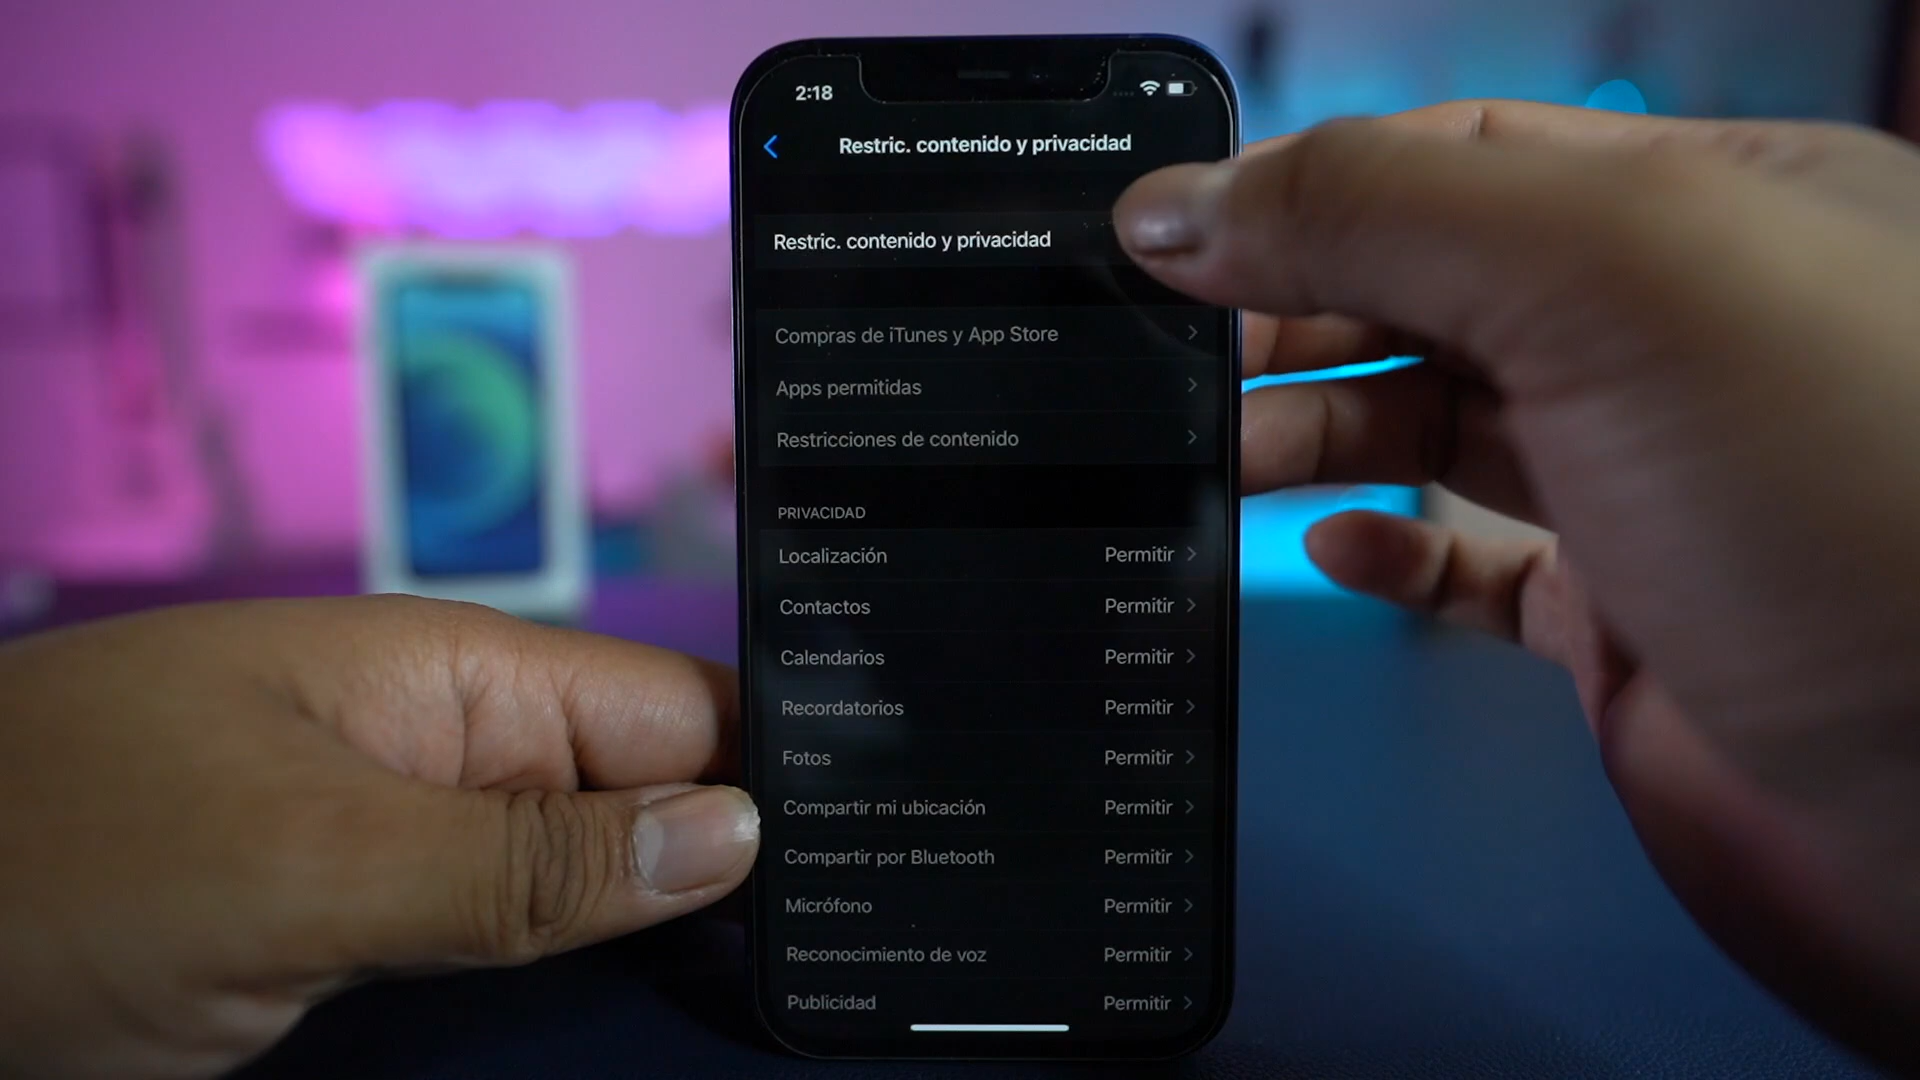 2:18
Restric. contenido y privacidad
Restric. contenido y privacidad
Compras de iTunes y App Store
Apps permitidas
Restricciones de contenido
PRIVACIDAD
Localización Permitir
Contactos Permitir
Calendarios Permitir
Recordatorios Permitir
Fotos Permitir
Compartir mi ubicación Permitir
Compartir por Bluetooth Permitir
Micrófono Permitir
Reconocimiento de voz Permitir
Publicidad Permitir